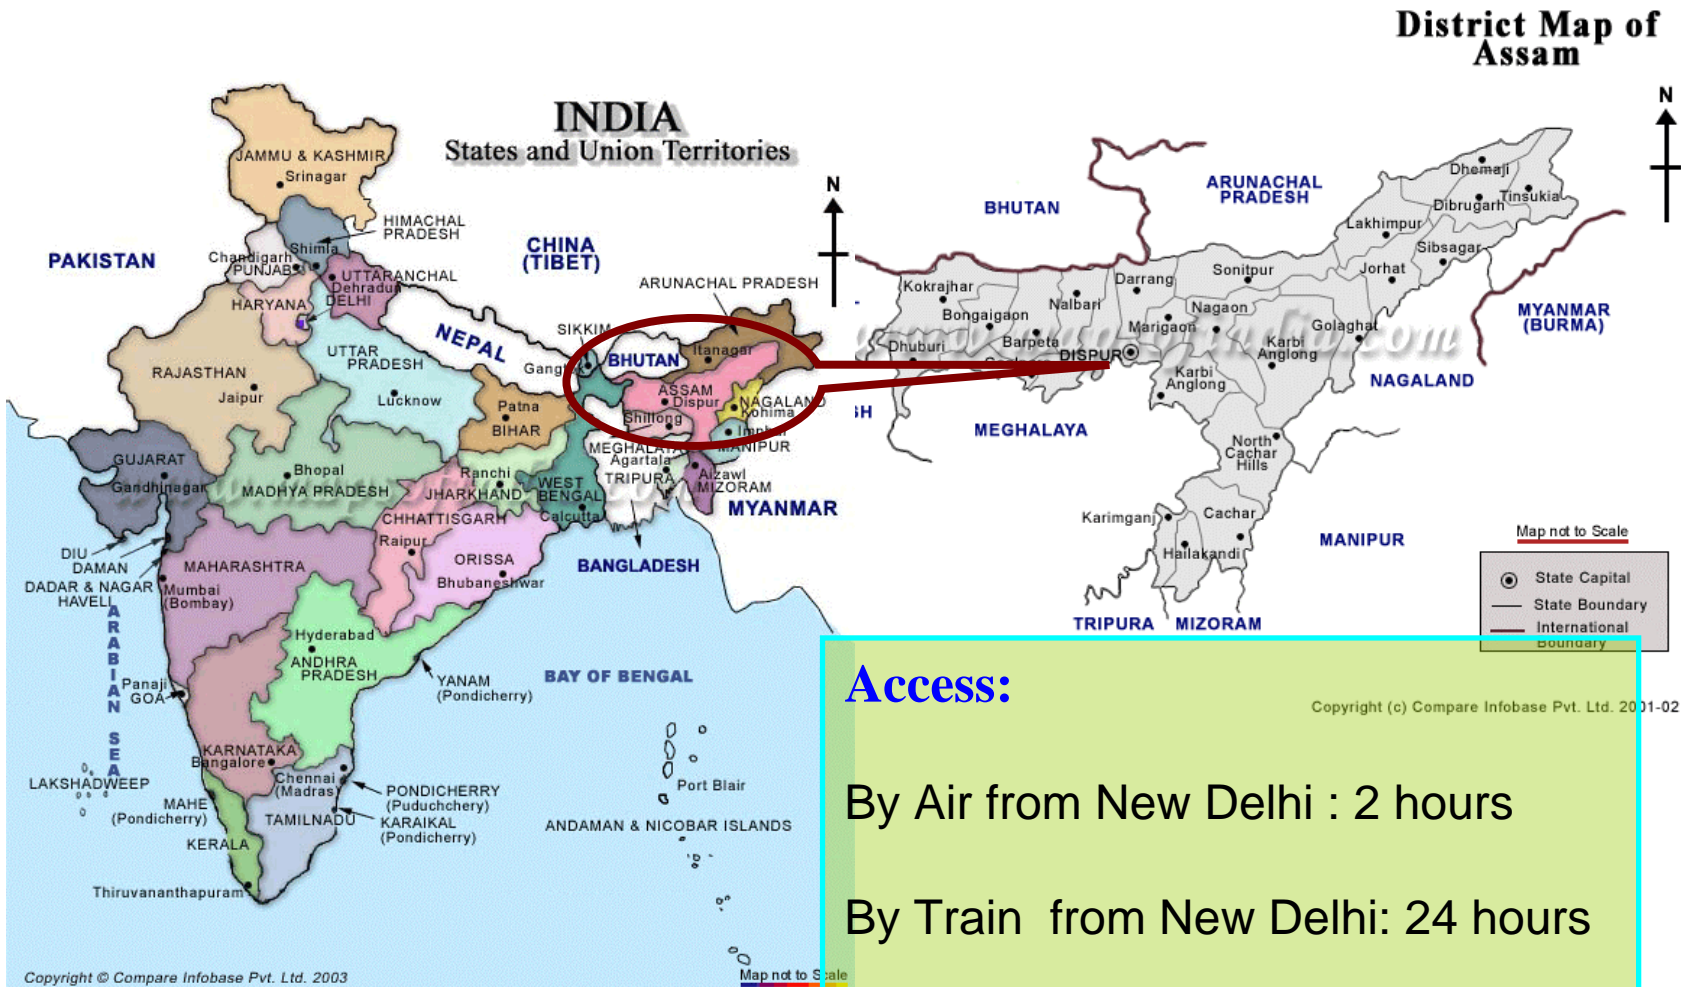 District Map of
Assam
INDIA
States and Union Territories
N
JAMMU & KASHMIR
Srinagar
HIMACHAL
PRADESH
PAKISTAN
CHINA
(TIBET)
Shimla
Chandigarh
PUNJAB
UTTARANCHAL
Dehradun
HARYANA
DELHI
ARUNACHAL PRADESH
NEPAL
SIKKIM
Gangtok
BHUTAN
Itanagar
UTTAR
PRADESH
RAJASTHAN
Jaipur
Lucknow
ASSAM
Dispur
NAGALAND
Kohima
Patna
BIHAR
Shillong
Imphal
MEGHALAYA
MANIPUR
Agartala
TRIPURA
Aizawl
MIZORAM
GUJARAT
Gandhinagar
Bhopal
MADHYA PRADESH
Ranchi
JHARKHAND
WEST
BENGAL
Calcutta
MYANMAR
CHHATTISGARH
Raipur
ORISSA
Bhubaneshwar
BANGLADESH
DIU
DAMAN
DADAR & NAGAR
HAVELI
MAHARASHTRA
Mumbai
(Bombay)
ARABIAN SEA
Hyderabad
ANDHRA
PRADESH
YANAM
(Pondicherry)
BAY OF BENGAL
Panaji
GOA
KARNATAKA
Bangalore
Chennai
(Madras)
PONDICHERRY
(Puduchchery)
KARAIKAL
(Pondicherry)
LAKSHADWEEP
MAHE
(Pondicherry)
TAMILNADU
KERALA
Thiruvananthapuram
Port Blair
ANDAMAN & NICOBAR ISLANDS
Copyright © Compare Infobase Pvt. Ltd. 2003
Map not to Scale
N
BHUTAN
ARUNACHAL
PRADESH
Dhemaji
Tinsukia
Dibrugarh
Lakhimpur
Sibsagar
Jorhat
Sonitpur
Darrang
Kokrajhar
Nalbari
Nagaon
Bongaigaon
Marigaon
Golaghat
MYANMAR
(BURMA)
Barpeta
Dhuburi
DISPUR
Karbi
Anglong
Karbi
Anglong
NAGALAND
MEGHALAYA
North
Cachar
Hills
Karimganj
Cachar
Hailakandi
MANIPUR
TRIPURA
MIZORAM
Map not to Scale
State Capital
State Boundary
International
Boundary
Copyright (c) Compare Infobase Pvt. Ltd. 2001-02
Access:
By Air from New Delhi : 2 hours
By Train from New Delhi: 24 hours